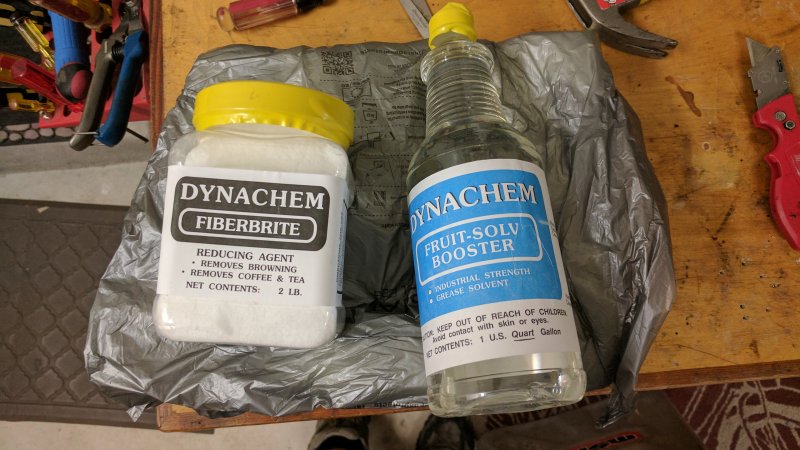 DYNACHEM
FIBERBRITE
REDUCING AGENT
• REMOVES BROWNING
• REMOVES COFFEE & TEA
NET CONTENTS: 2 LB.
DYNACHEM
FRUIT-SOLV
BOOSTER
• INDUSTRIAL STRENGTH
• GREASE SOLVENT
KEEP OUT OF REACH OF CHILDREN
Avoid contact with skin or eyes.
NET CONTENTS: 1 U.S. Quart Gallon